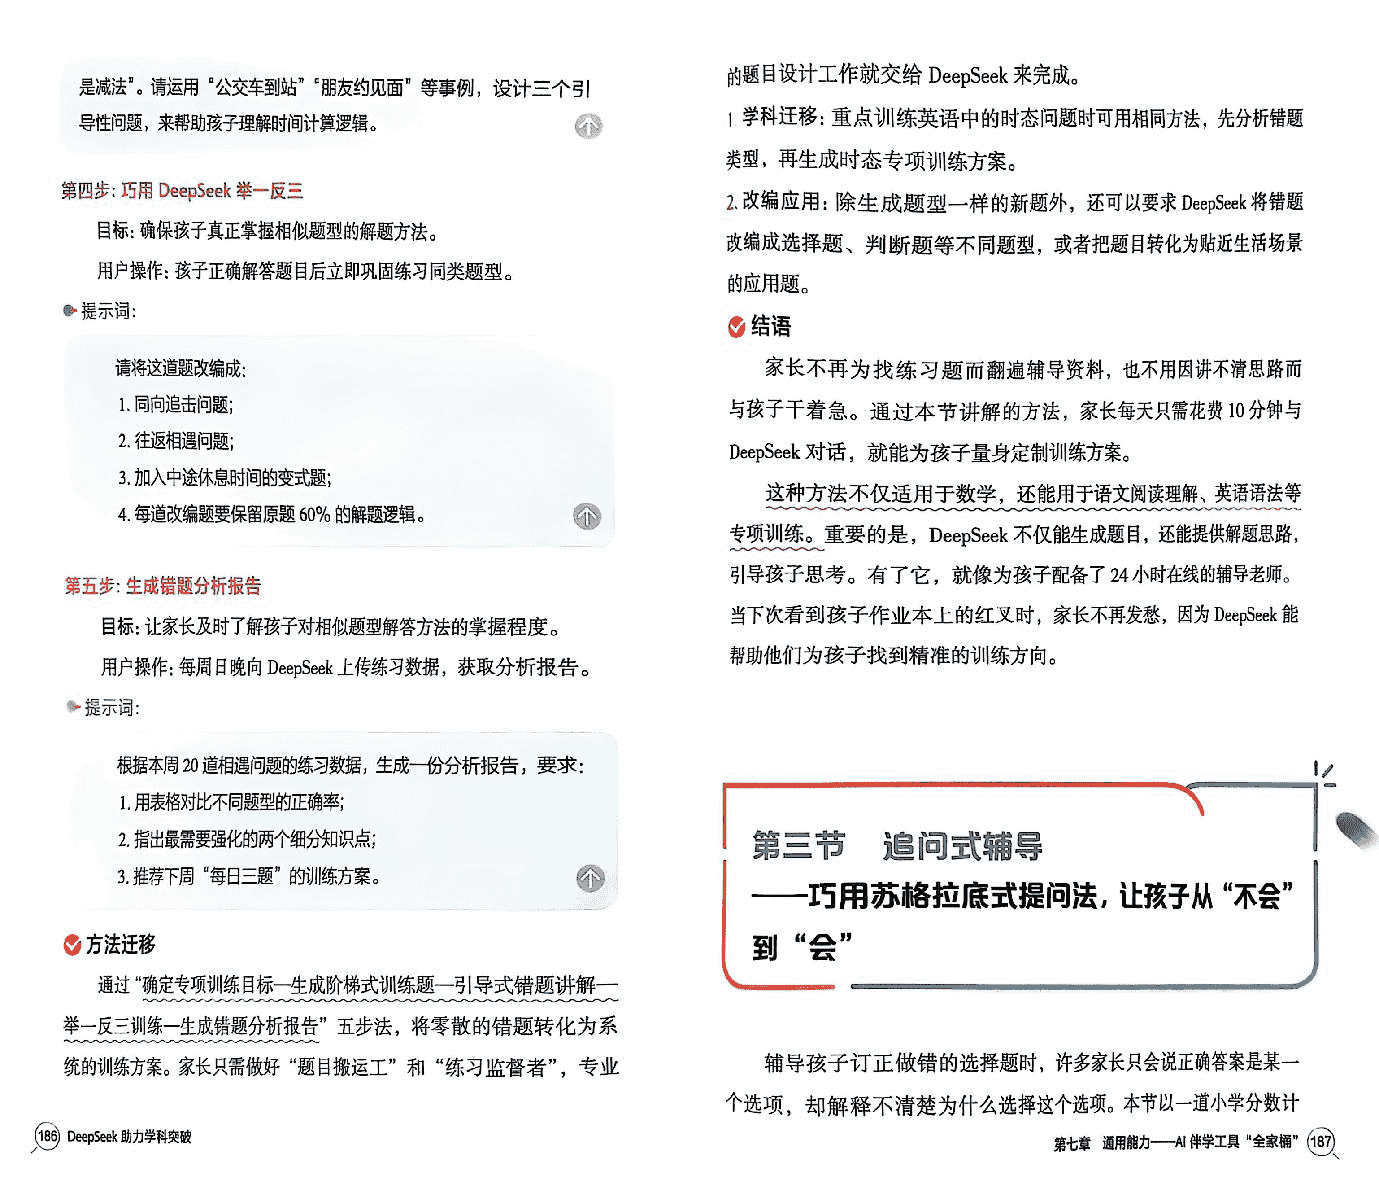 是减法”。请运用“公交车到站”“朋友约见面”等事例，设计三个引
导性问题，来帮助孩子理解时间计算逻辑。
第四步：巧用 DeepSeek 举一反三
目标：确保孩子真正掌握相似题型的解题方法。
用户操作：孩子正确解答题目后立即巩固练习同类题型。
提示词：
请将这道题改编成：
1. 同向追击问题；
2. 往返相遇问题；
3. 加入中途休息时间的变式题；
4. 每道改编题要保留原题 60% 的解题逻辑。
第五步：生成错题分析报告
目标：让家长及时了解孩子对相似题型解答方法的掌握程度。
用户操作：每周日晚向 DeepSeek 上传练习数据，获取分析报告。
提示词：
根据本周 20 道相遇问题的练习数据，生成一份分析报告，要求：
1. 用表格对比不同题型的正确率；
2. 指出最需要强化的两个细分知识点；
3. 推荐下周“每日三题”的训练方案。
方法迁移
通过“确定专项训练目标—生成阶梯式训练题—引导式错题讲解—
举一反三训练—生成错题分析报告”五步法，将零散的错题转化为系
统的训练方案。家长只需做好“题目搬运工”和“练习监督者”，专业
186 DeepSeek 助力学科突破
的题目设计工作就交给 DeepSeek 来完成。
1. 学科迁移：重点训练英语中的时态问题时可用相同方法，先分析错题
类型，再生成时态专项训练方案。
2. 改编应用：除生成题型一样的新题外，还可以要求 DeepSeek 将错题
改编成选择题、判断题等不同题型，或者把题目转化为贴近生活场景
的应用题。
结语
家长不再为找练习题而翻遍辅导资料，也不用因讲不清思路而
与孩子干着急。通过本节讲解的方法，家长每天只需花费 10 分钟与
DeepSeek 对话，就能为孩子量身定制训练方案。
这种方法不仅适用于数学，还能用于语文阅读理解、英语语法等
专项训练。重要的是，DeepSeek 不仅能生成题目，还能提供解题思路，
引导孩子思考。有了它，就像为孩子配备了 24 小时在线的辅导老师。
当下次看到孩子作业本上的红叉时，家长不再发愁，因为 DeepSeek 能
帮助他们为孩子找到精准的训练方向。
第三节 追问式辅导
——巧用苏格拉底式提问法，让孩子从“不会”
到“会”
辅导孩子订正做错的选择题时，许多家长只会说正确答案是某一
个选项，却解释不清楚为什么选择这个选项。本节以一道小学分数计
第七章 通用能力——AI 伴学工具“全家桶” 187